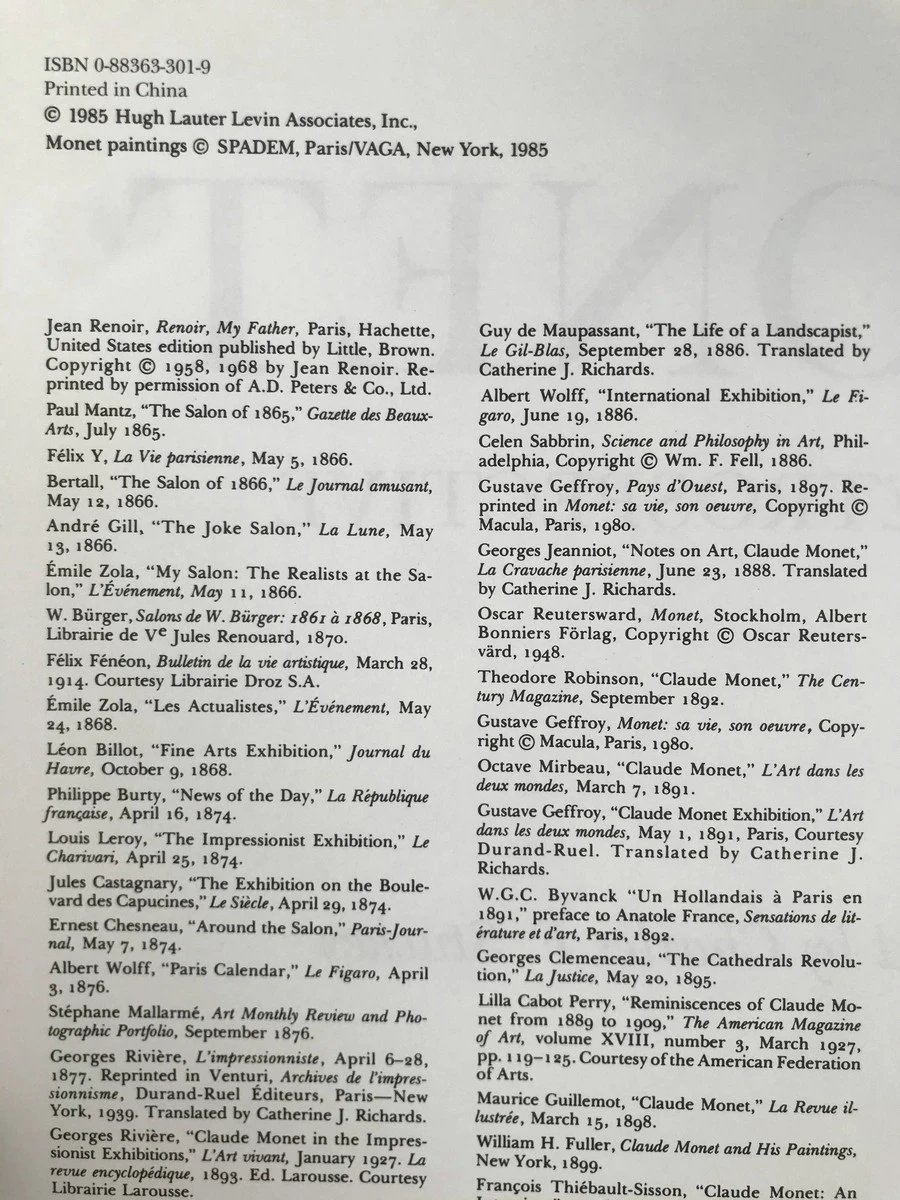 ISBN 0-88363-301-9
Printed in China
© 1985 Hugh Lauter Levin Associates, Inc.,
Monet paintings © SPADEM, Paris/VAGA, New York, 1985
Jean Renoir, Renoir, My Father, Paris, Hachette,
United States edition published by Little, Brown.
Copyright © 1958, 1968 by Jean Renoir. Re-
printed by permission of A.D. Peters & Co., Ltd.
Paul Mantz, “The Salon of 1865,” Gazette des Beaux-
Arts, July 1865.
Félix Y, La Vie parisienne, May 5, 1866.
Bertall, “The Salon of 1866,” Le Journal amusant,
May 12, 1866.
André Gill, “The Joke Salon,” La Lune, May
13, 1866.
Émile Zola, “My Salon: The Realists at the Sa-
lon,” L’Événement, May 11, 1866.
W. Bürger, Salons de W. Bürger: 1861 à 1868, Paris,
Librairie de Ve Jules Renouard, 1870.
Félix Fénéon, Bulletin de la vie artistique, March 28,
1914. Courtesy Librairie Droz S.A.
Émile Zola, “Les Actualistes,” L’Événement, May
24, 1868.
Léon Billot, “Fine Arts Exhibition,” Journal du
Havre, October 9, 1868.
Philippe Burty, “News of the Day,” La République
française, April 16, 1874.
Louis Leroy, “The Impressionist Exhibition,” Le
Charivari, April 25, 1874.
Jules Castagnary, “The Exhibition on the Boule-
vard des Capucines,” Le Siècle, April 29, 1874.
Ernest Chesneau, “Around the Salon,” Paris-Jour-
nal, May 7, 1874.
Albert Wolff, “Paris Calendar,” Le Figaro, April
3, 1876.
Stéphane Mallarmé, Art Monthly Review and Pho-
tographic Portfolio, September 1876.
Georges Rivière, L’impressionniste, April 6–28,
1877. Reprinted in Venturi, Archives de l’impres-
sionnisme, Durand-Ruel Éditeurs, Paris—New
York, 1939. Translated by Catherine J. Richards.
Georges Rivière, “Claude Monet in the Impres-
sionist Exhibitions,” L’Art vivant, January 1927. La
revue encyclopédique, 1893. Ed. Larousse. Courtesy
Librairie Larousse.
Guy de Maupassant, “The Life of a Landscapist,”
Le Gil-Blas, September 28, 1886. Translated by
Catherine J. Richards.
Albert Wolff, “International Exhibition,” Le Fi-
garo, June 19, 1886.
Celen Sabbrin, Science and Philosophy in Art, Phil-
adelphia, Copyright © Wm. F. Fell, 1886.
Gustave Geffroy, Pays d’Ouest, Paris, 1897. Re-
printed in Monet: sa vie, son oeuvre, Copyright ©
Macula, Paris, 1980.
Georges Jeanniot, “Notes on Art, Claude Monet,”
La Cravache parisienne, June 23, 1888. Translated
by Catherine J. Richards.
Oscar Reutersward, Monet, Stockholm, Albert
Bonniers Förlag, Copyright © Oscar Reuters-
värd, 1948.
Theodore Robinson, “Claude Monet,” The Cen-
tury Magazine, September 1892.
Gustave Geffroy, Monet: sa vie, son oeuvre, Copy-
right © Macula, Paris, 1980.
Octave Mirbeau, “Claude Monet,” L’Art dans les
deux mondes, March 7, 1891.
Gustave Geffroy, “Claude Monet Exhibition,” L’Art
dans les deux mondes, May 1, 1891, Paris, Courtesy
Durand-Ruel. Translated by Catherine J.
Richards.
W.G.C. Byvanck “Un Hollandais à Paris en
1891,” preface to Anatole France, Sensations de lit-
érature et d’art, Paris, 1892.
Georges Clemenceau, “The Cathedrals Revolu-
tion,” La Justice, May 20, 1895.
Lilla Cabot Perry, “Reminiscences of Claude Mo-
net from 1889 to 1909,” The American Magazine
of Art, volume XVIII, number 3, March 1927,
pp. 119–125. Courtesy of the American Federation
of Arts.
Maurice Guillemot, “Claude Monet,” La Revue il-
lustrée, March 15, 1898.
William H. Fuller, Claude Monet and His Paintings,
New York, 1899.
François Thiébault-Sisson, “Claude Monet: An